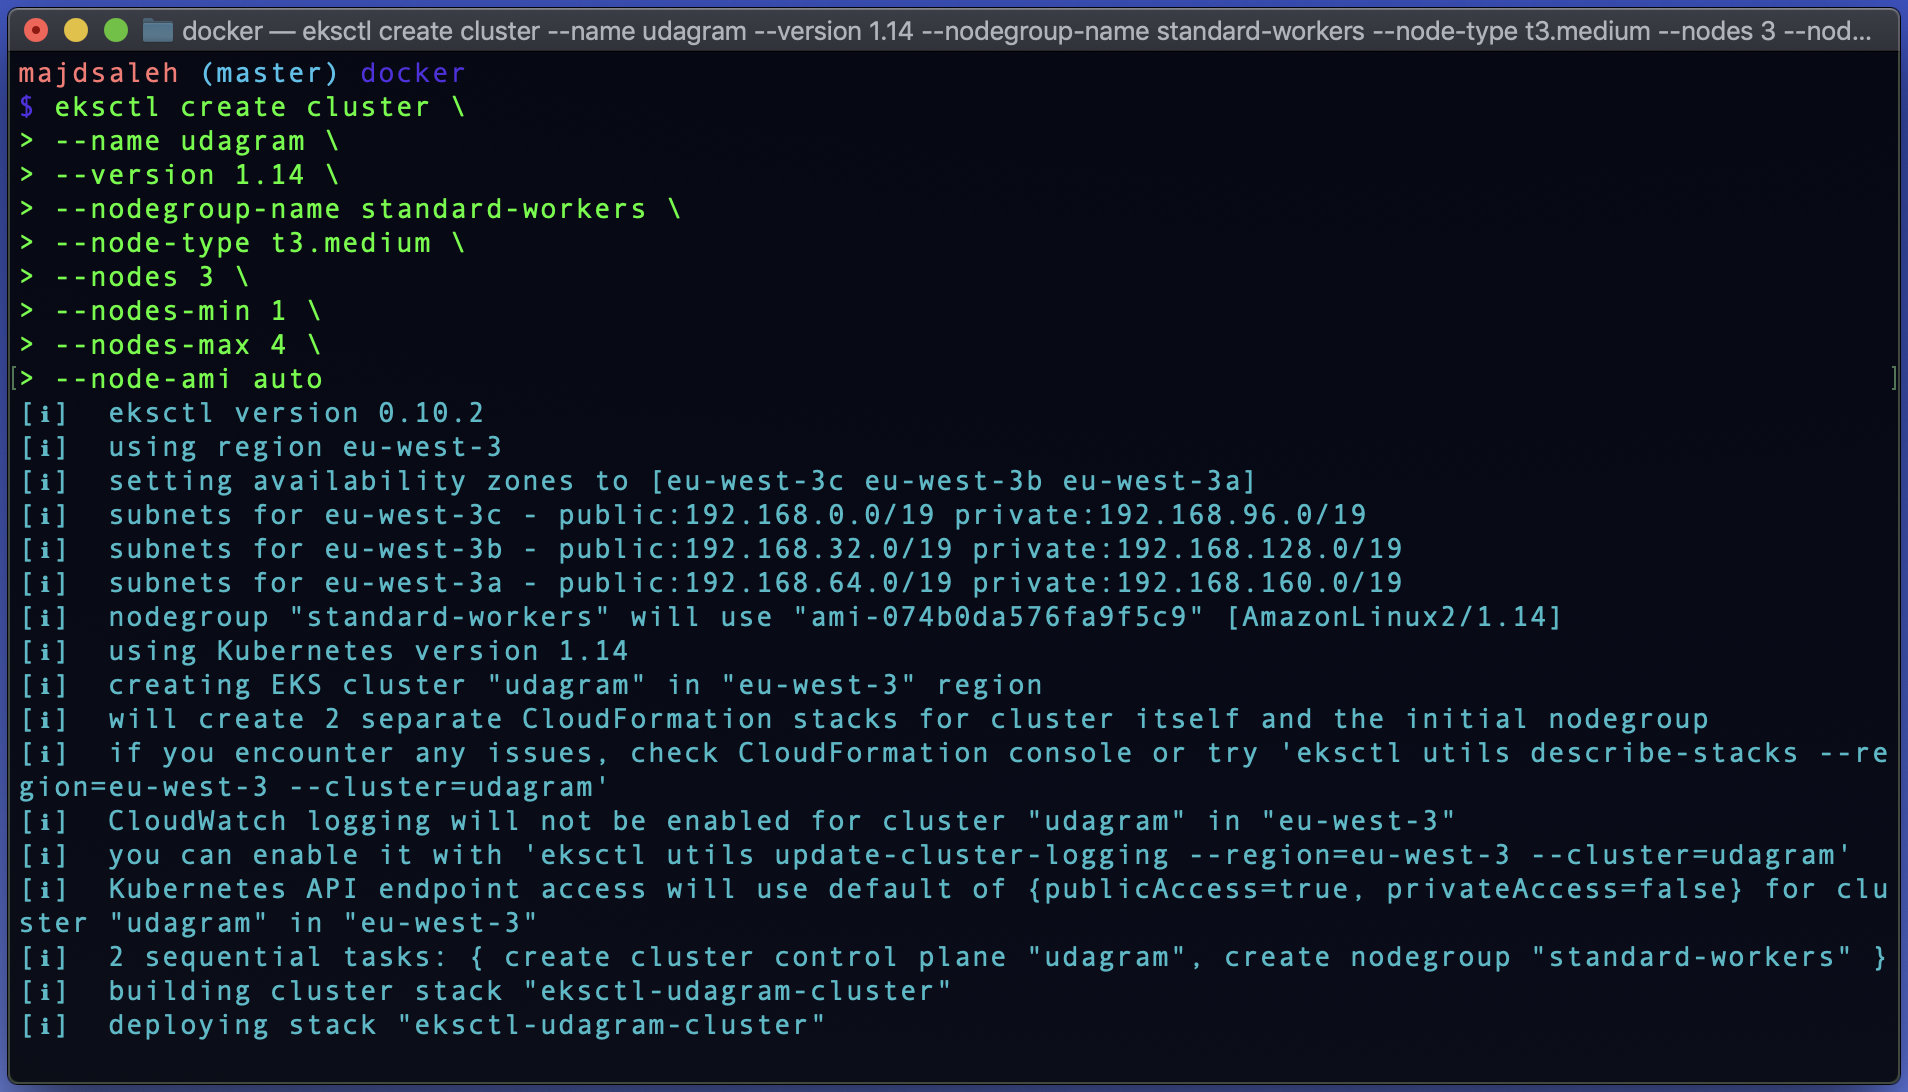 docker — eksctl create cluster --name udagram --version 1.14 --nodegroup-name standard-workers --node-type t3.medium --nodes 3 --nod...
majdsaleh (master) docker
$ eksctl create cluster \
> --name udagram \
> --version 1.14 \
> --nodegroup-name standard-workers \
> --node-type t3.medium \
> --nodes 3 \
> --nodes-min 1 \
> --nodes-max 4 \
[> --node-ami auto ]
[i]  eksctl version 0.10.2
[i]  using region eu-west-3
[i]  setting availability zones to [eu-west-3c eu-west-3b eu-west-3a]
[i]  subnets for eu-west-3c - public:192.168.0.0/19 private:192.168.96.0/19
[i]  subnets for eu-west-3b - public:192.168.32.0/19 private:192.168.128.0/19
[i]  subnets for eu-west-3a - public:192.168.64.0/19 private:192.168.160.0/19
[i]  nodegroup "standard-workers" will use "ami-074b0da576fa9f5c9" [AmazonLinux2/1.14]
[i]  using Kubernetes version 1.14
[i]  creating EKS cluster "udagram" in "eu-west-3" region
[i]  will create 2 separate CloudFormation stacks for cluster itself and the initial nodegroup
[i]  if you encounter any issues, check CloudFormation console or try 'eksctl utils describe-stacks --re
gion=eu-west-3 --cluster=udagram'
[i]  CloudWatch logging will not be enabled for cluster "udagram" in "eu-west-3"
[i]  you can enable it with 'eksctl utils update-cluster-logging --region=eu-west-3 --cluster=udagram'
[i]  Kubernetes API endpoint access will use default of {publicAccess=true, privateAccess=false} for clu
ster "udagram" in "eu-west-3"
[i]  2 sequential tasks: { create cluster control plane "udagram", create nodegroup "standard-workers" }
[i]  building cluster stack "eksctl-udagram-cluster"
[i]  deploying stack "eksctl-udagram-cluster"